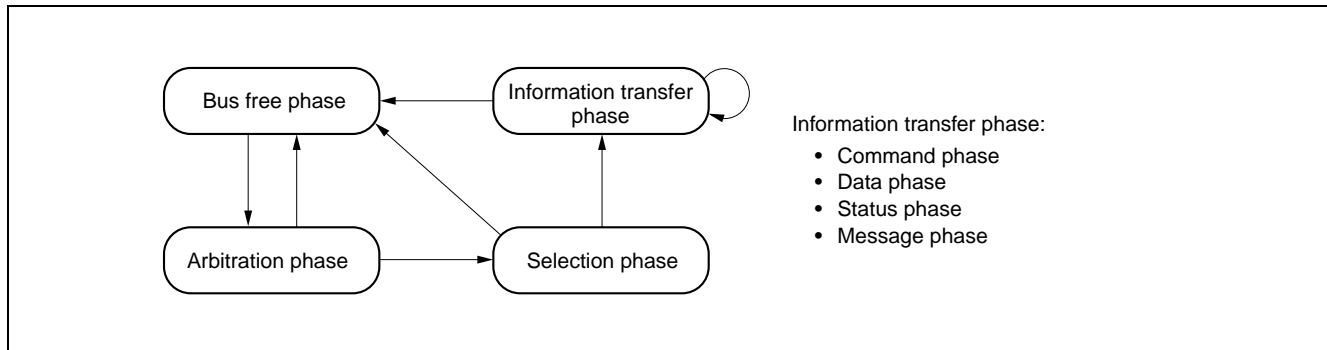 Bus free phase
Information transfer
phase
Arbitration phase
Selection phase
Information transfer phase:
• Command phase
• Data phase
• Status phase
• Message phase